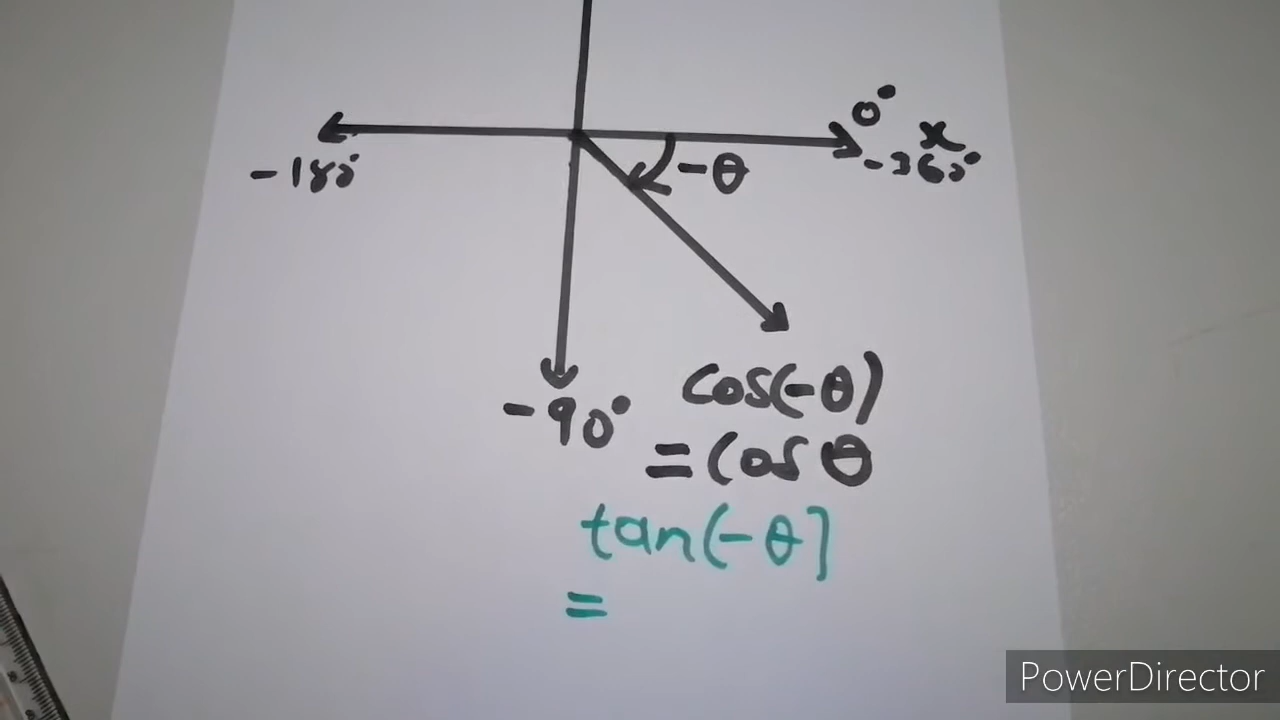 0°
x
-180°
-θ
-360°
-90°
cos(-θ)
= cos θ
tan(-θ]
=
PowerDirector